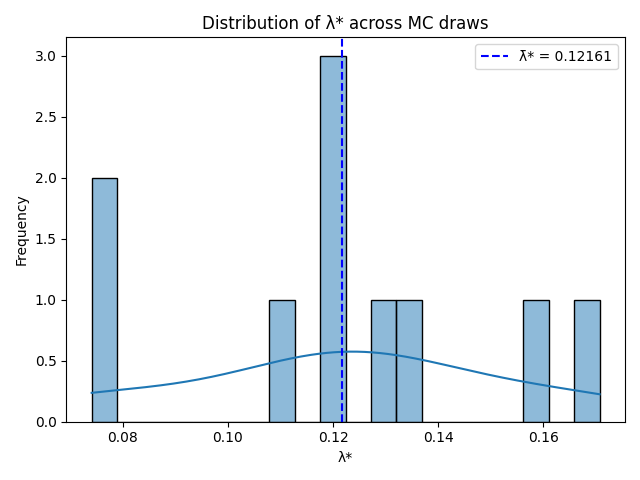 Distribution of λ* across MC draws
λ̄* = 0.12161
3.0
2.5
2.0
1.5
1.0
0.5
0.0
Frequency
0.08 0.10 0.12 0.14 0.16
λ*